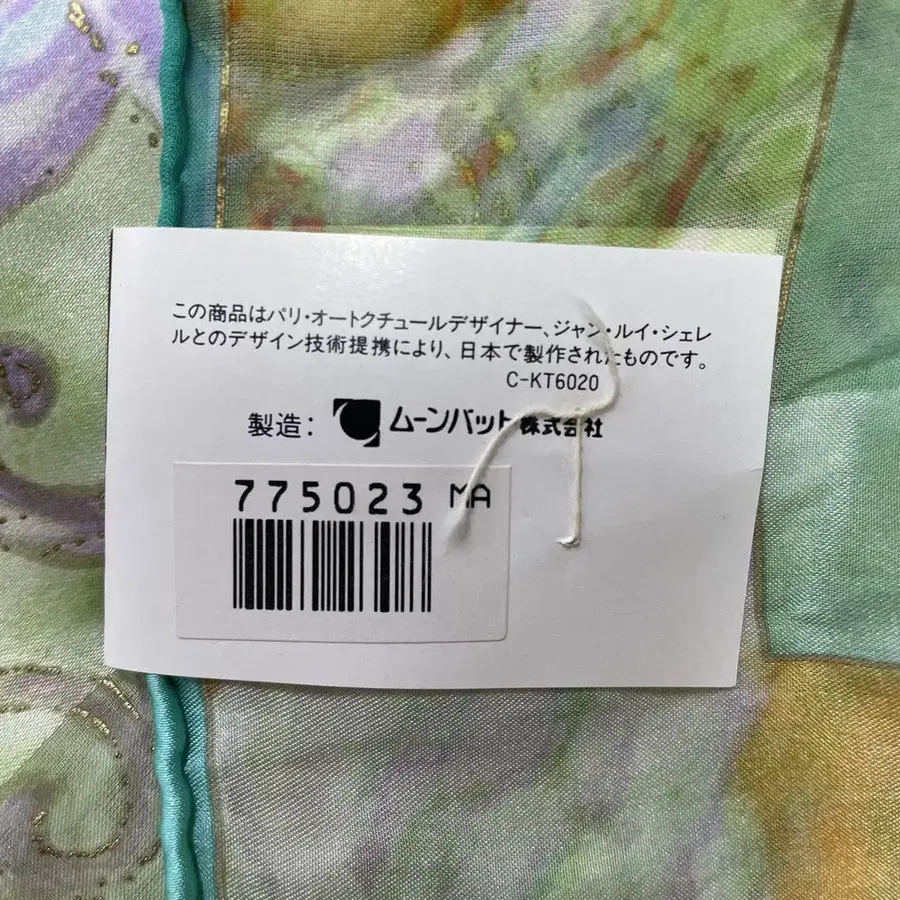 この商品はパリ・オートクチュールデザイナー、ジャン・ルイ・シェレ
ルとのデザイン技術提携により、日本で製作されたものです。
C-KT6020
製造: ムーンバット株式会社
775023 MA